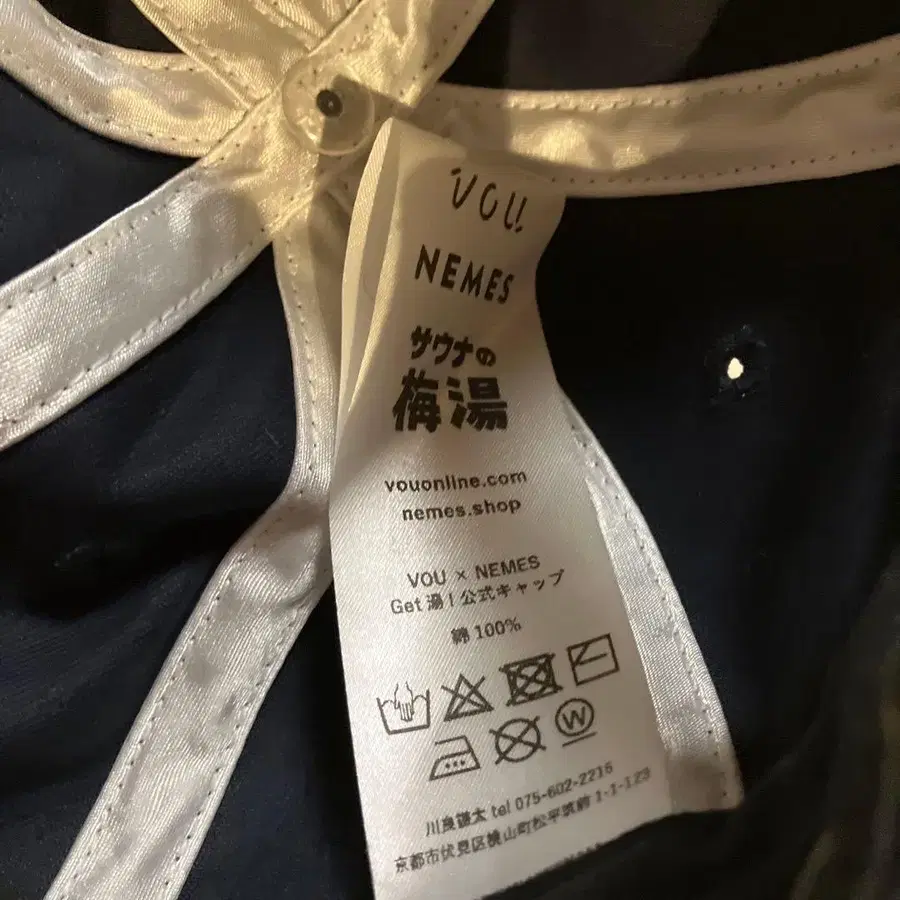 VOU
NEMES
サウナの
梅湯
vouonline.com
nemes.shop
VOU × NEMES
Get 湯！公式キャップ
綿 100%
W
川良謙太 tel 075-602-2216
京都市伏見区桃山町松平筑前 1-1-123